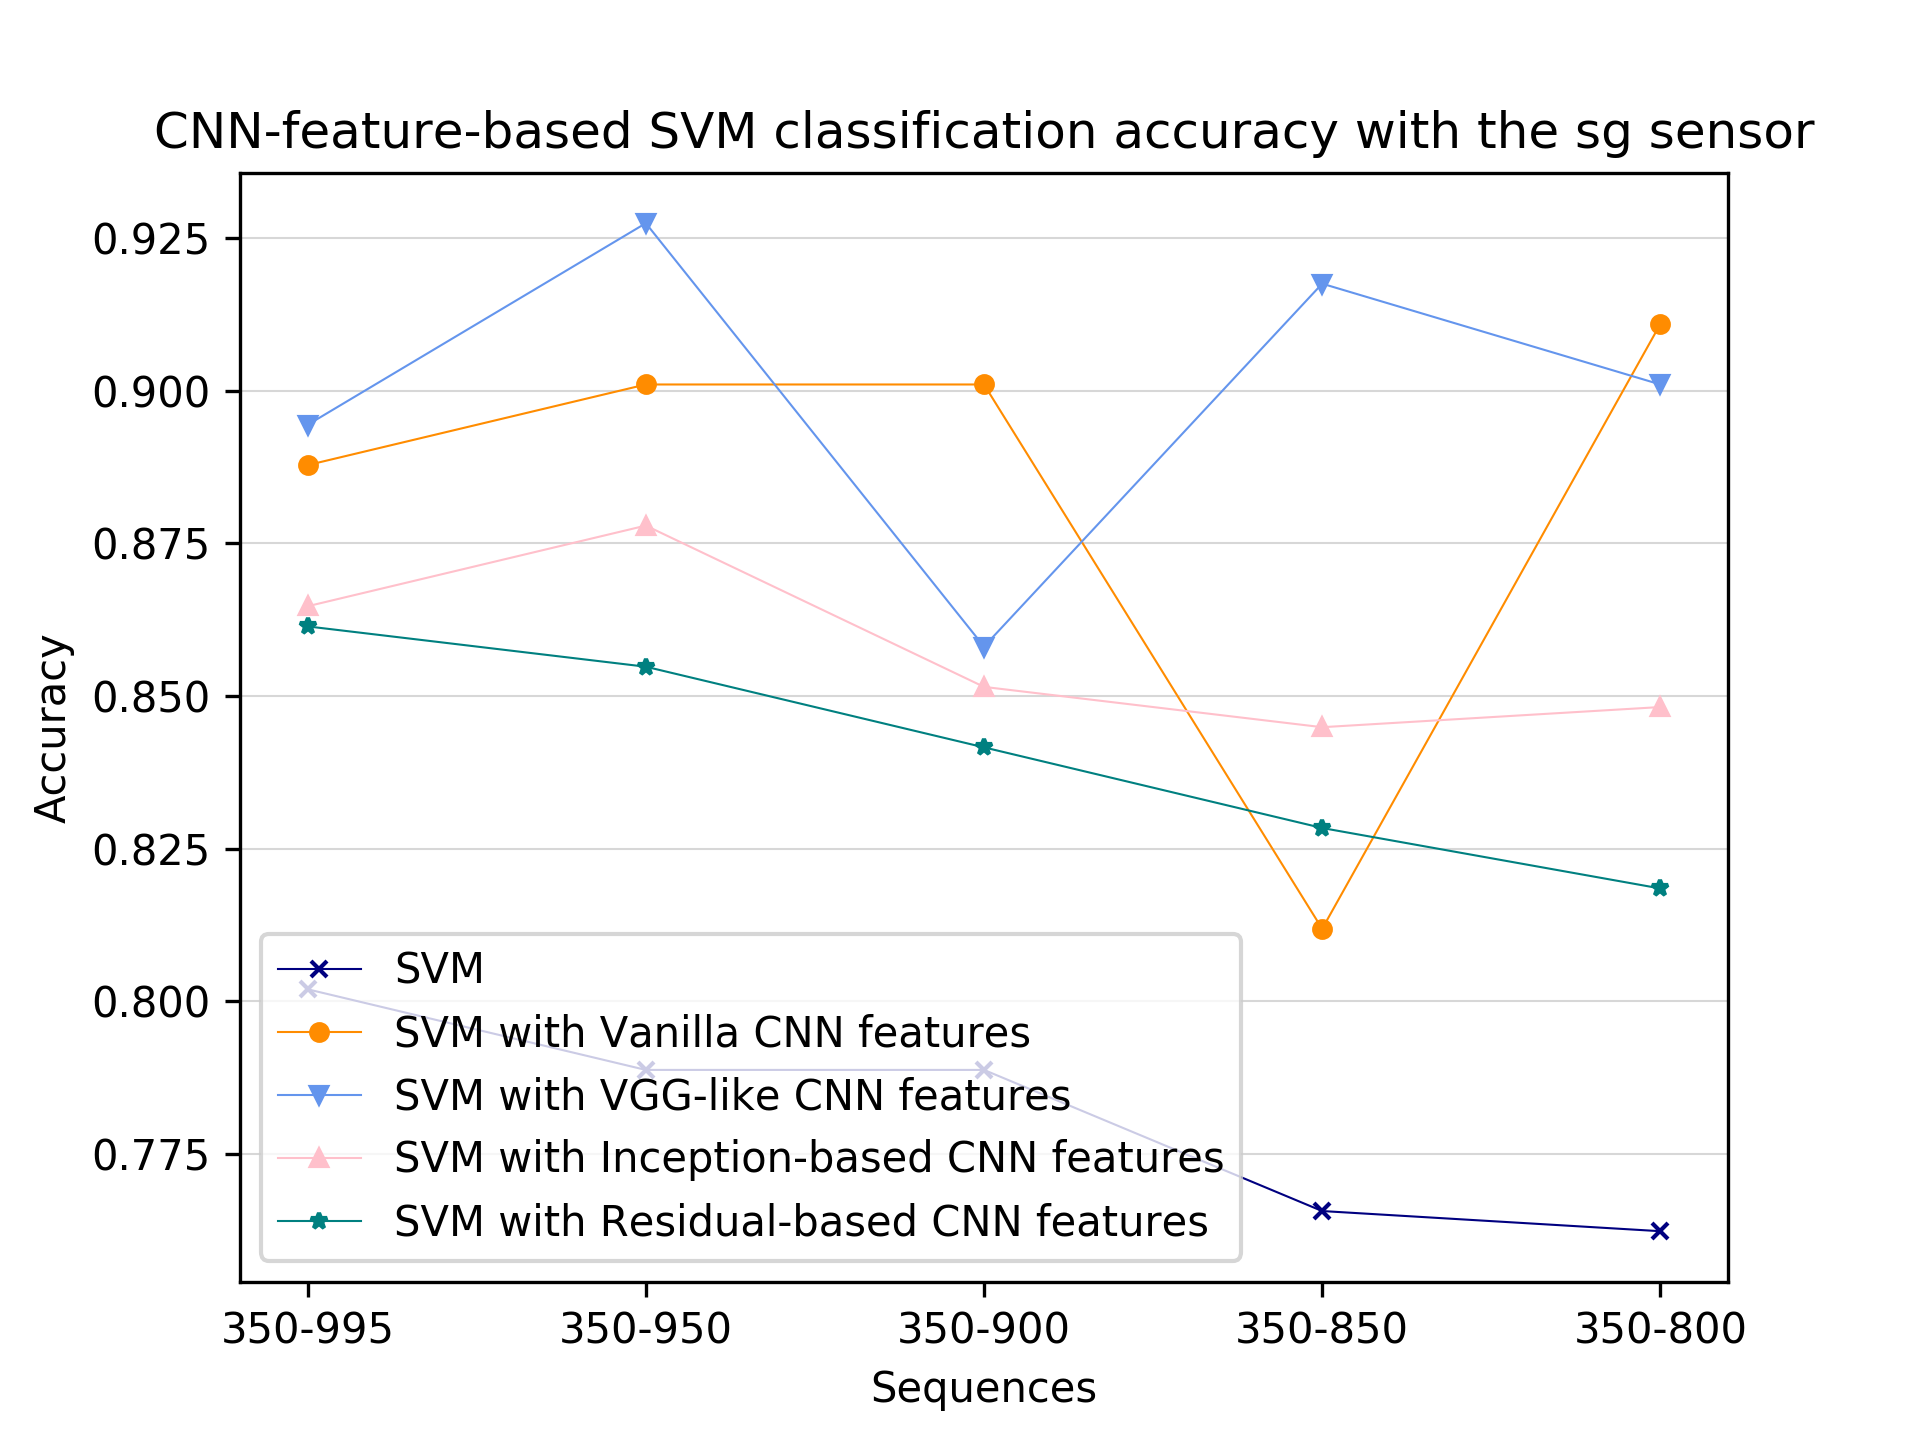 CNN-feature-based SVM classification accuracy with the sg sensor
0.925
0.900
0.875
0.850
0.825
0.800
0.775
Accuracy
SVM
SVM with Vanilla CNN features
SVM with VGG-like CNN features
SVM with Inception-based CNN features
SVM with Residual-based CNN features
350-995 350-950 350-900 350-850 350-800
Sequences